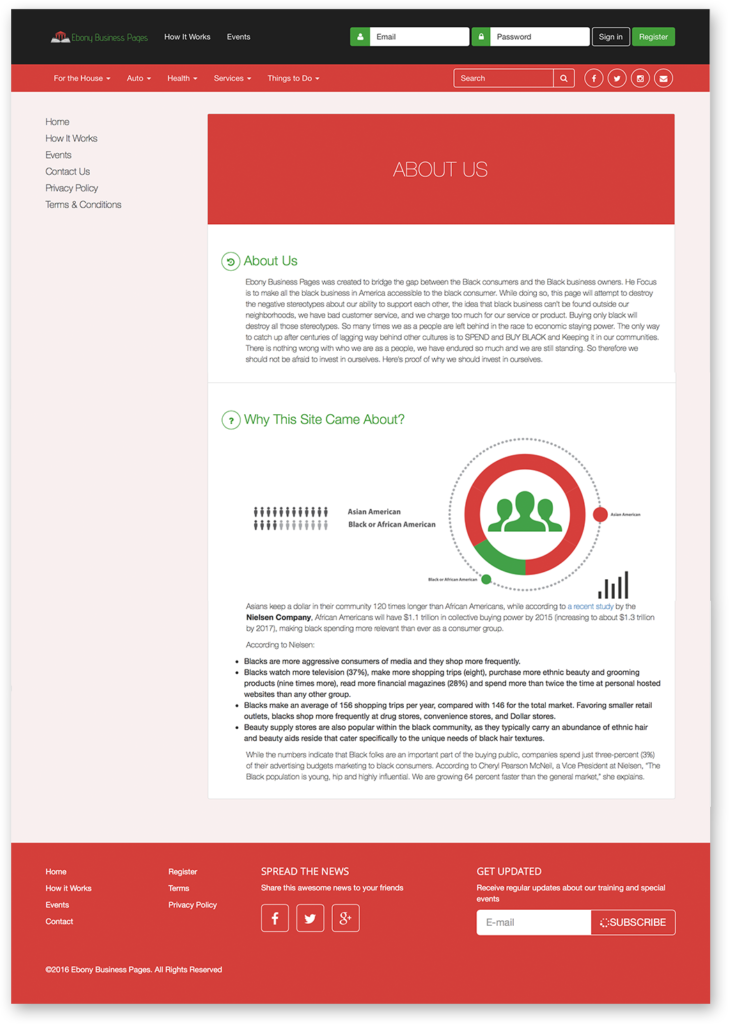 Ebony Business Pages How It Works Events Email Password Sign in Register
For the House Auto Health Services Things to Do Search
Home
How It Works
Events
Contact Us
Privacy Policy
Terms & Conditions
ABOUT US
About Us
Ebony Business Pages was created to bridge the gap between the Black consumers and the Black business owners. He Focus
is to make all the black business in America accessible to the black consumer. While doing so, this page will attempt to destroy
the negative stereotypes about our ability to support each other, the idea that black business can't be found outside our
neighborhoods, we have bad customer service, and we charge too much for our service or product. Buying only black will
destroy all those stereotypes. So many times we as a people are left behind in the race to economic staying power. The only way
to catch up after centuries of lagging way behind other cultures is to SPEND and BUY BLACK and Keeping it in our communities.
There is nothing wrong with who we are as a people, we have endured so much and we are still standing. So therefore we
should not be afraid to invest in ourselves. Here's proof of why we should invest in ourselves.
? Why This Site Came About?
Asian American
Black or African American
Asian American
Black or African American
Asians keep a dollar in their community 120 times longer than African Americans, while according to a recent study by the
Nielsen Company, African Americans will have $1.1 trillion in collective buying power by 2015 (increasing to about $1.3 trillion
by 2017), making black spending more relevant than ever as a consumer group.
According to Nielsen:
• Blacks are more aggressive consumers of media and they shop more frequently.
• Blacks watch more television (37%), make more shopping trips (eight), purchase more ethnic beauty and grooming
products (nine times more), read more financial magazines (28%) and spend more than twice the time at personal hosted
websites than any other group.
• Blacks make an average of 156 shopping trips per year, compared with 146 for the total market. Favoring smaller retail
outlets, blacks shop more frequently at drug stores, convenience stores, and Dollar stores.
• Beauty supply stores are also popular within the black community, as they typically carry an abundance of ethnic hair
and beauty aids reside that cater specifically to the unique needs of black hair textures.
While the numbers indicate that Black folks are an important part of the buying public, companies spend just three-percent (3%)
of their advertising budgets marketing to black consumers. According to Cheryl Pearson McNeil, a Vice President at Nielsen, "The
Black population is young, hip and highly influential. We are growing 64 percent faster than the general market," she explains.
Home
How it Works
Events
Contact
Register
Terms
Privacy Policy
SPREAD THE NEWS
Share this awesome news to your friends
GET UPDATED
Receive regular updates about our training and special
events
E-mail SUBSCRIBE
©2016 Ebony Business Pages. All Rights Reserved